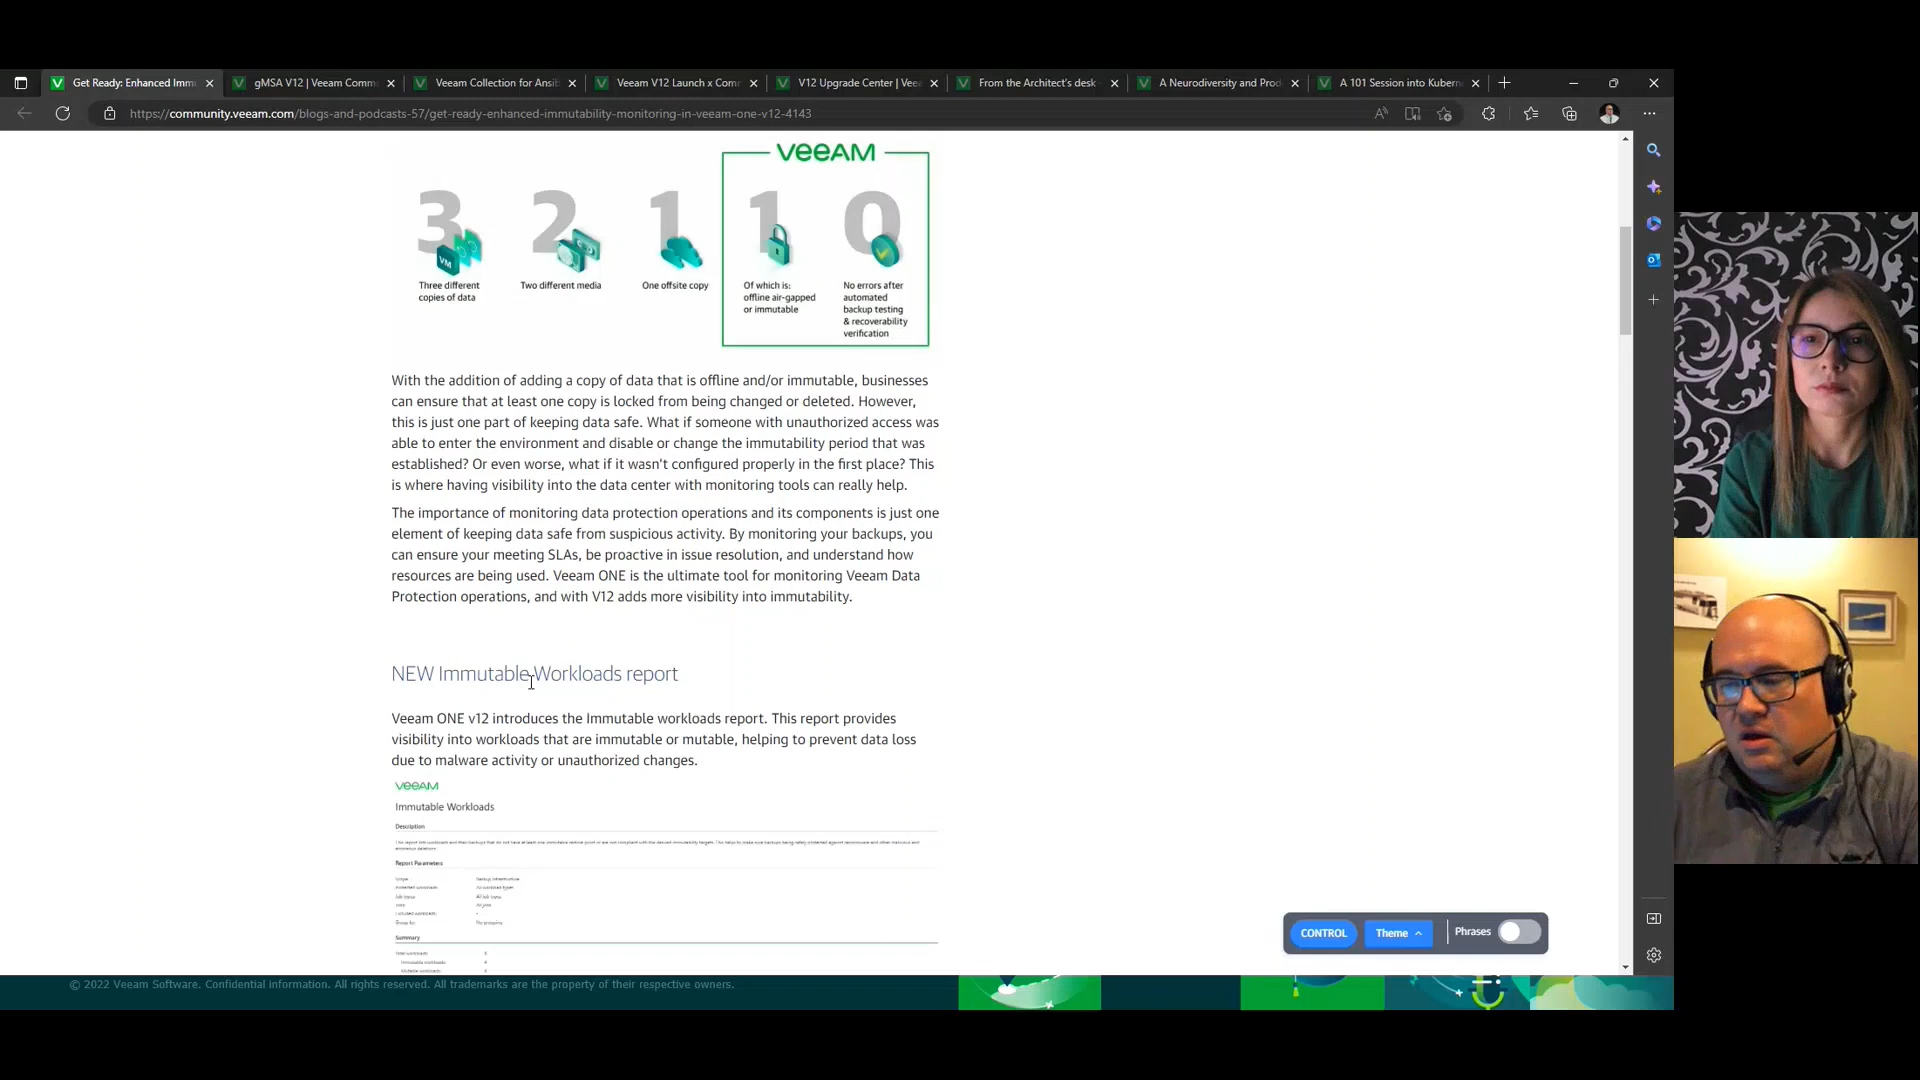 Get Ready: Enhanced Imm
gMSA V12 | Veeam Comm
Veeam Collection for Ansib
Veeam V12 Launch x Com
V12 Upgrade Center | Veea
From the Architect's desk
A Neurodiversity and Prod
A 101 Session into Kubern
https://community.veeam.com/blogs-and-podcasts-57/get-ready-enhanced-immutability-monitoring-in-veeam-one-v12-4143
veeAM
3 2 1 1 0
VM
Three different
copies of data
Two different media
One offsite copy
Of which is:
offline air-gapped
or immutable
No errors after
automated
backup testing
& recoverability
verification
With the addition of adding a copy of data that is offline and/or immutable, businesses
can ensure that at least one copy is locked from being changed or deleted. However,
this is just one part of keeping data safe. What if someone with unauthorized access was
able to enter the environment and disable or change the immutability period that was
established? Or even worse, what if it wasn't configured properly in the first place? This
is where having visibility into the data center with monitoring tools can really help.
The importance of monitoring data protection operations and its components is just one
element of keeping data safe from suspicious activity. By monitoring your backups, you
can ensure your meeting SLAs, be proactive in issue resolution, and understand how
resources are being used. Veeam ONE is the ultimate tool for monitoring Veeam Data
Protection operations, and with V12 adds more visibility into immutability.
NEW Immutable Workloads report
Veeam ONE v12 introduces the Immutable workloads report. This report provides
visibility into workloads that are immutable or mutable, helping to prevent data loss
due to malware activity or unauthorized changes.
veeAM
Immutable Workloads
Description
Report Parameters
Summary
CONTROL
Theme
Phrases
© 2022 Veeam Software. Confidential information. All rights reserved. All trademarks are the property of their respective owners.